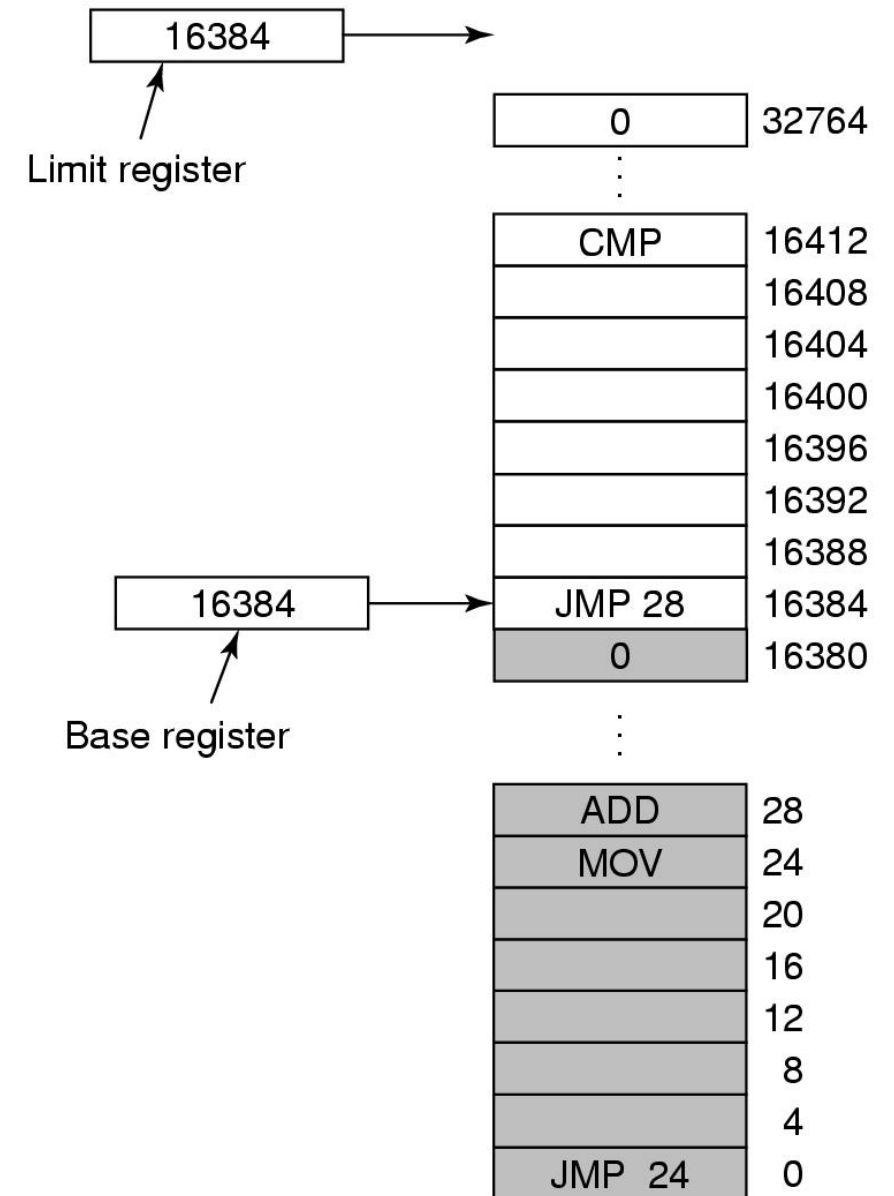 16384
Limit register
0 32764
CMP 16412
16408
16404
16400
16396
16392
16388
16384
Base register
JMP 28 16384
0 16380
ADD 28
MOV 24
20
16
12
8
4
JMP 24 0